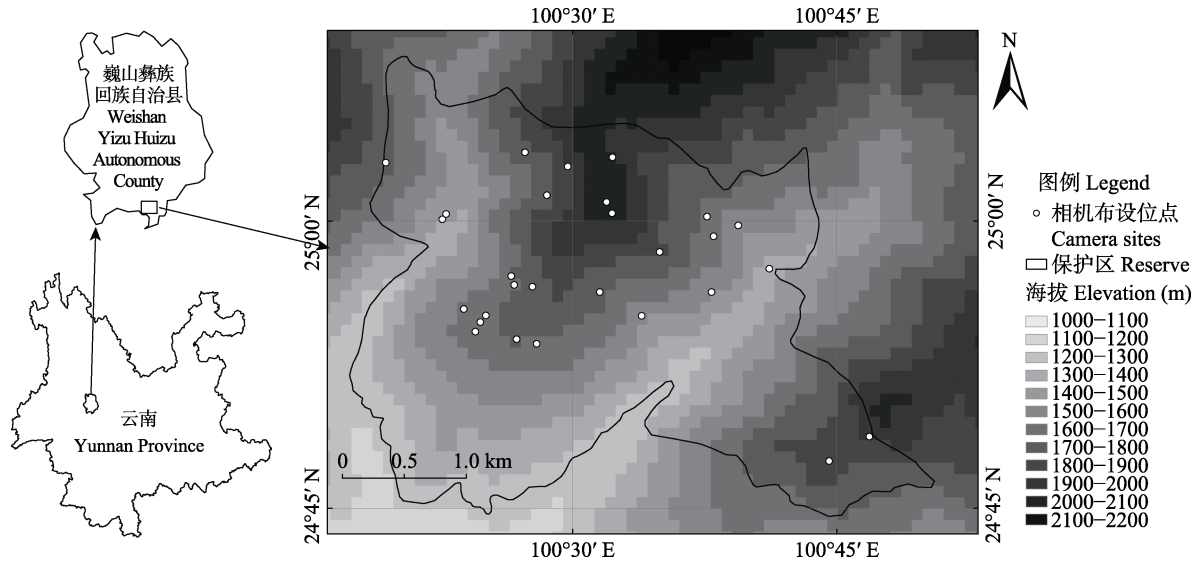 巍山彝族
回族自治县
Weishan
Yizu Huizu
Autonomous
County
云南
Yunnan Province
100°30′ E
100°45′ E
25°00′ N
24°45′ N
25°00′ N
24°45′ N
100°30′ E
100°45′ E
0 0.5 1.0 km
N
图例 Legend
相机布设位点
Camera sites
保护区 Reserve
海拔 Elevation (m)
1000−1100
1100−1200
1200−1300
1300−1400
1400−1500
1500−1600
1600−1700
1700−1800
1800−1900
1900−2000
2000−2100
2100−2200